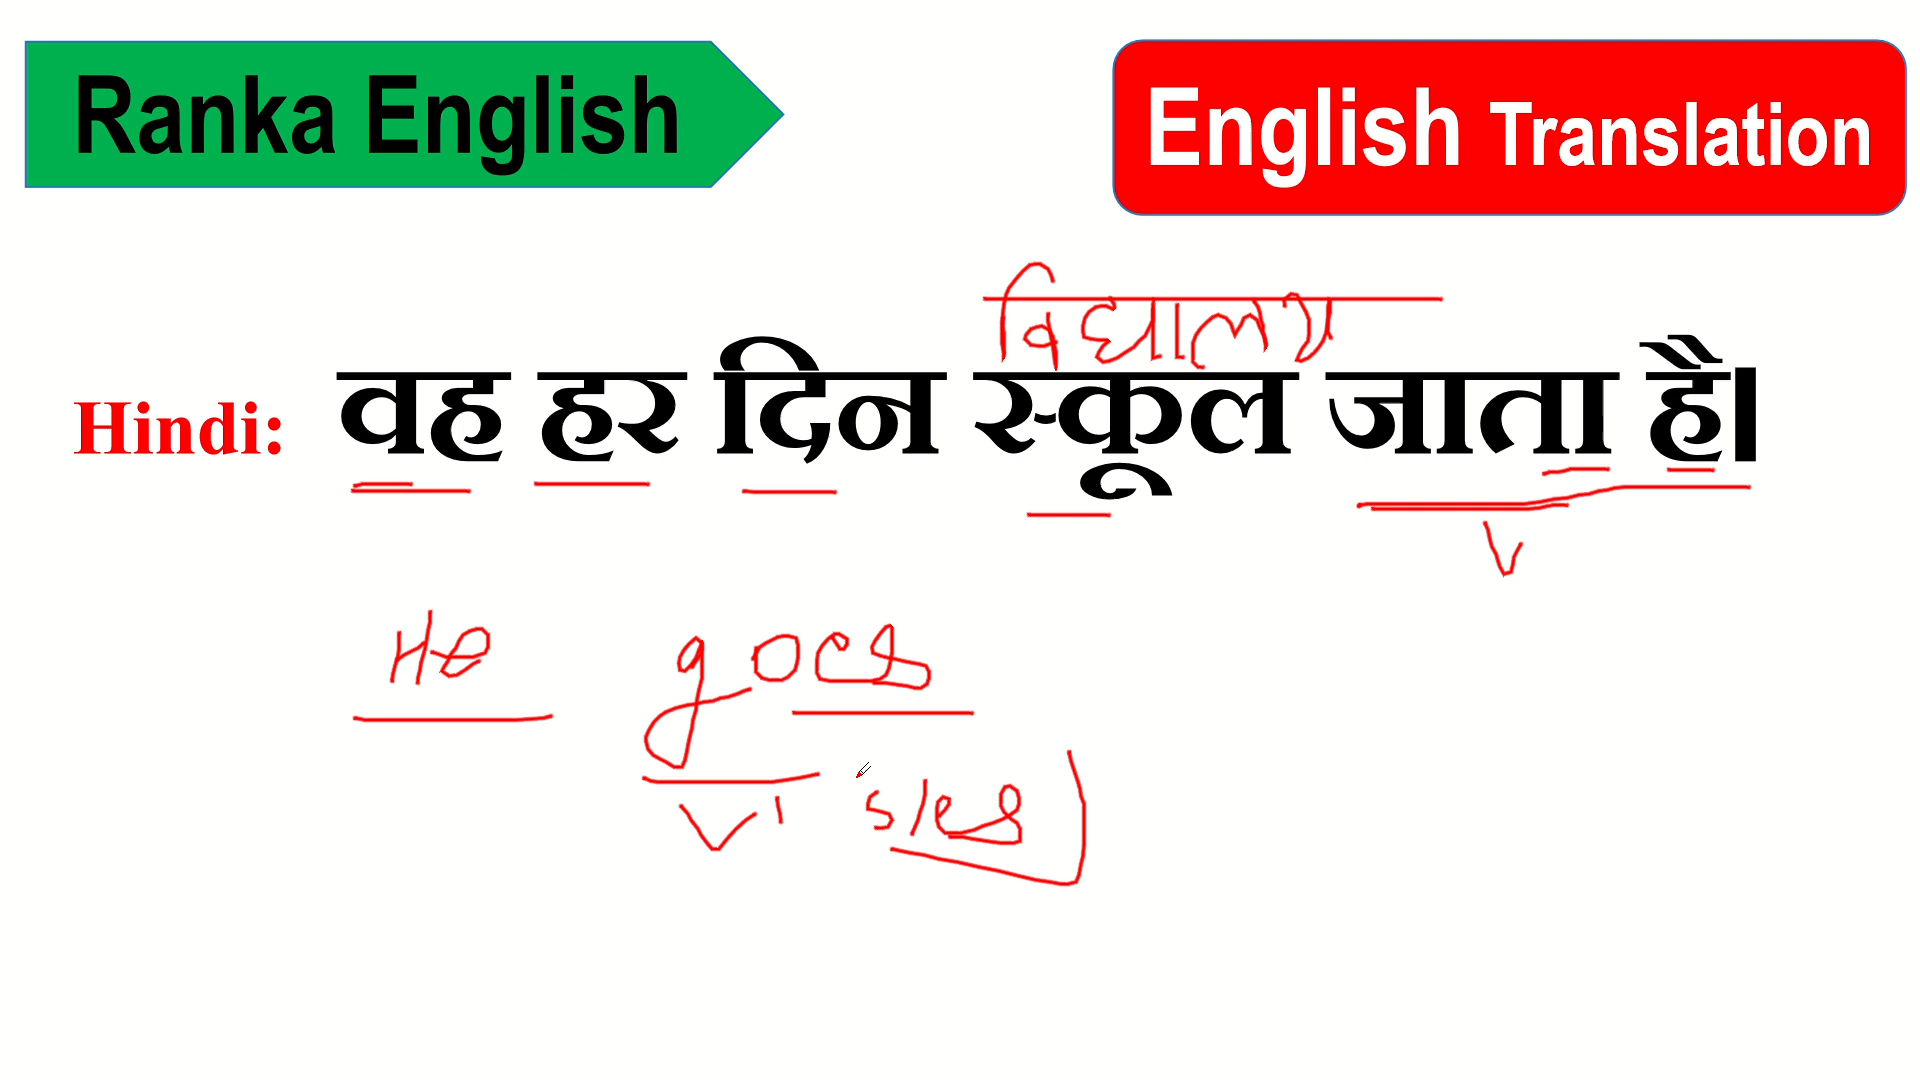 Ranka English
English Translation
विद्यालय
Hindi: वह हर दिन स्कूल जाता है।
V
He goes
V1 s/es